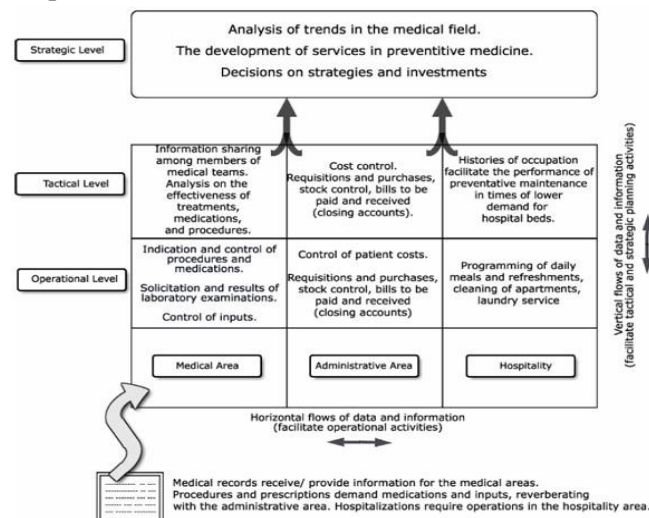 Analysis of trends in the medical field.
The development of services in preventitive medicine.
Decisions on strategies and investments
Strategic Level
Information sharing
among members of
medical teams.
Analysis on the
effectiveness of
treatments,
medications,
and procedures.
Cost control.
Requisitions and purchases,
stock control, bills to be
paid and received
(closing accounts).
Histories of occupation
facilitate the performance of
preventative maintenance
in times of lower
demand for
hospital beds.
Tactical Level
Indication and control of
procedures and
medications.
Solicitation and results of
laboratory examinations.
Control of inputs.
Control of patient costs.
Requisitions and purchases,
stock control, bills to be
paid and received
(closing accounts)
Programming of daily
meals and refreshments,
cleaning of apartments,
laundry service
Operational Level
Medical Area
Administrative Area
Hospitality
Vertical flows of data and information
(facilitate tactical and strategic planning activities)
Horizontal flows of data and information
(facilitate operational activities)
Medical records receive/ provide information for the medical areas.
Procedures and prescriptions demand medications and inputs, reverberating
with the administrative area. Hospitalizations require operations in the hospitality area.